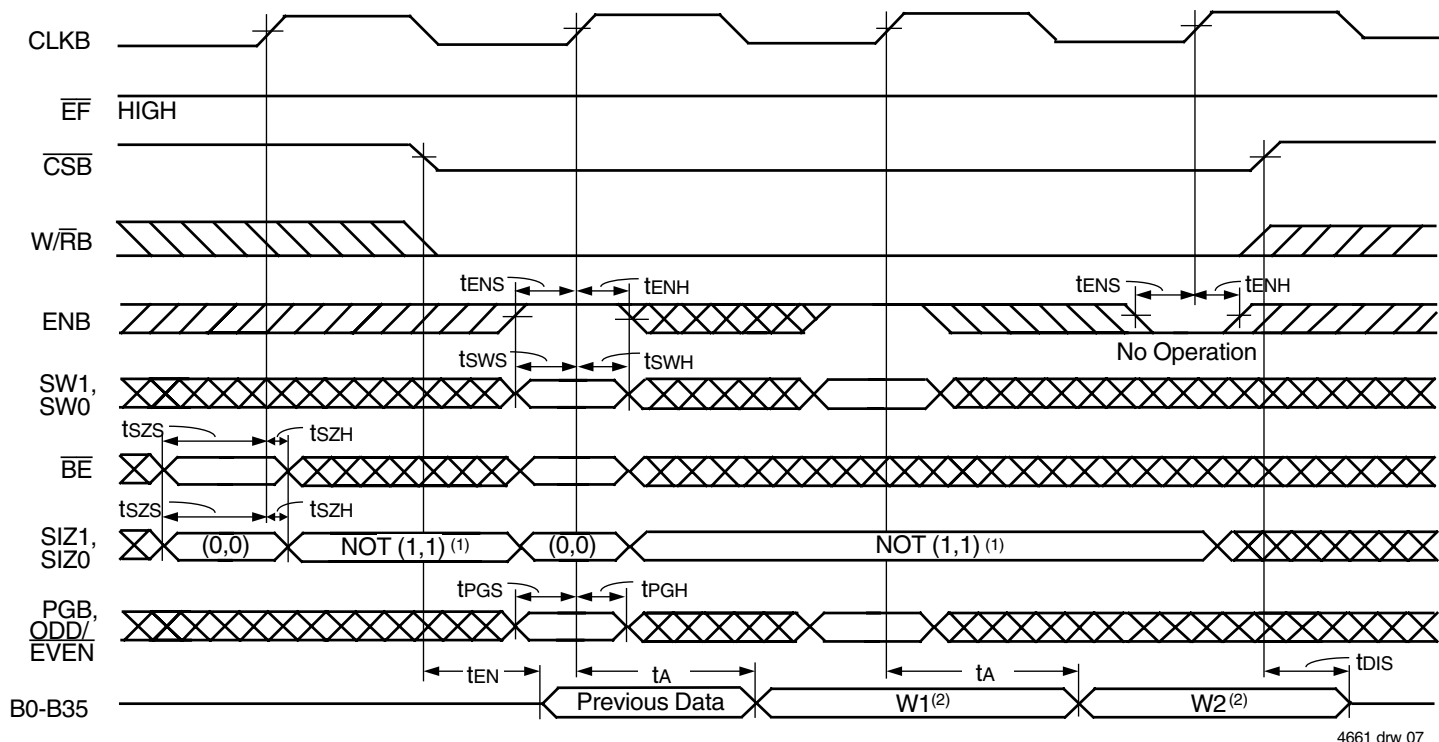 CLKB
EF HIGH
CSB
W/RB
tENS tENH tENS tENH
ENB
No Operation
tSWS tSWH
SW1,
SW0
tSZS tSZH
BE
tSZS tSZH
SIZ1,
SIZ0
(0,0) NOT (1,1) (1) (0,0) NOT (1,1) (1)
tPGS tPGH
PGB,
ODD/
EVEN
tEN tA tA tDIS
B0-B35 Previous Data W1(2) W2(2)
4661 drw 07